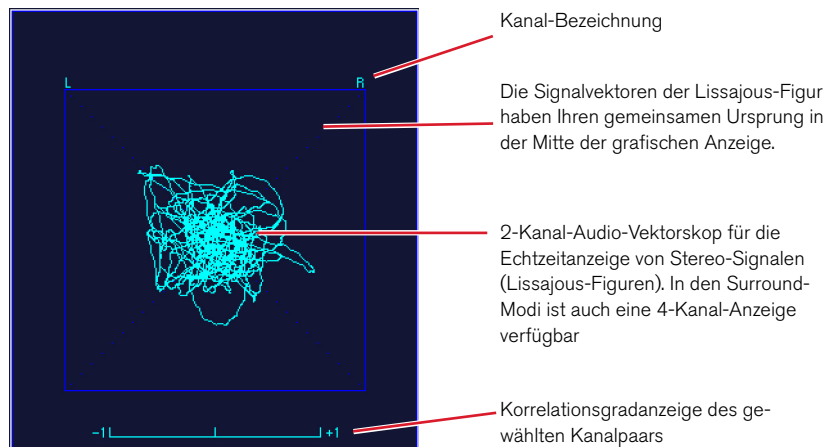 Kanal-Bezeichnung
L
R
Die Signalvektoren der Lissajous-Figur
haben Ihren gemeinsamen Ursprung in
der Mitte der grafischen Anzeige.
2-Kanal-Audio-Vektorskop für die
Echtzeitanzeige von Stereo-Signalen
(Lissajous-Figuren). In den Surround-
Modi ist auch eine 4-Kanal-Anzeige
verfügbar
-1
+1
Korrelationsgradanzeige des ge-
wählten Kanalpaars